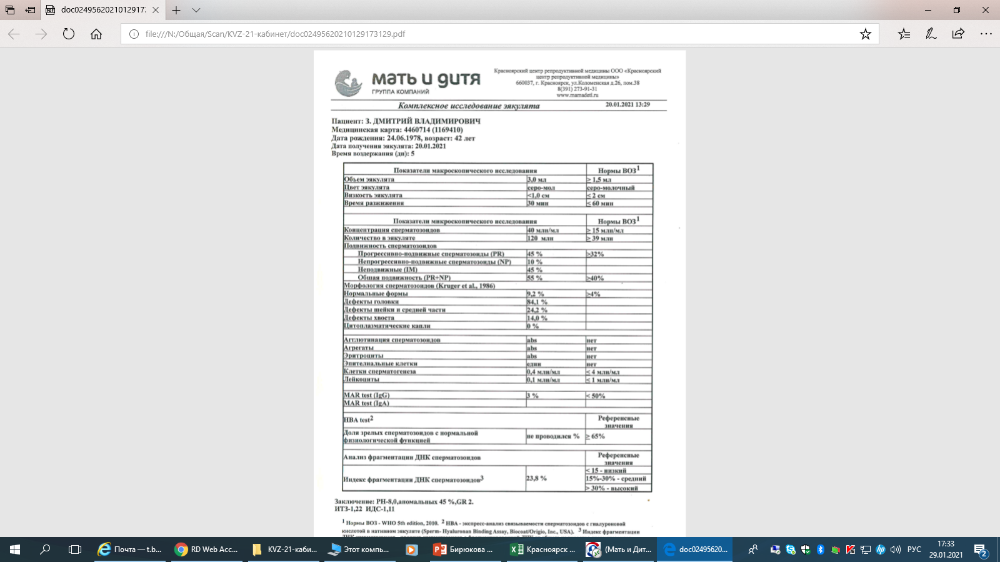 doc0249562021012917
file:///N:/Общая/Scan/KVZ-21-кабинет/doc02495620210129173129.pdf
мать и дитя
ГРУППА КОМПАНИЙ
Красноярский центр репродуктивной медицины ООО «Красноярский
центр репродуктивной медицины»
660037, г. Красноярск, ул.Коломенская д.26, пом.38
8(391) 273-91-31
www.mamadeti.ru
Комплексное исследование эякулята 20.01.2021 13:29
Пациент: З. ДМИТРИЙ ВЛАДИМИРОВИЧ
Медицинская карта: 4460714 (1169410)
Дата рождения: 24.06.1978, возраст: 42 лет
Дата получения эякулята: 20.01.2021
Время воздержания (дн): 5
Показатели макроскопического исследования Нормы ВОЗ1
Объем эякулята 3,0 мл ≥ 1,5 мл
Цвет эякулята серо-мол серо-молочный
Вязкость эякулята <1,0 см ≤ 2 см
Время разжижения 30 мин < 60 мин
Показатели микроскопического исследования Нормы ВОЗ1
Концентрация сперматозоидов 40 млн/мл ≥ 15 млн/мл
Количество в эякуляте 120 млн ≥ 39 млн
Подвижность сперматозоидов
Прогрессивно-подвижные сперматозоиды (PR) 45 % ≥32%
Непрогрессивно-подвижные сперматозоиды (NP) 10 %
Неподвижные (IM) 45 %
Общая подвижность (PR+NP) 55 % ≥40%
Морфология сперматозоидов (Kruger et al., 1986)
Нормальные формы 9,2 % ≥4%
Дефекты головки 84,1 %
Дефекты шейки и средней части 24,2 %
Дефекты хвоста 14,0 %
Цитоплазматические капли 0 %
Агглютинация сперматозоидов abs нет
Агрегаты abs нет
Эритроциты abs нет
Эпителиальные клетки един нет
Клетки сперматогенеза 0,4 млн/мл ≤ 4 млн/мл
Лейкоциты 0,1 млн/мл ≤ 1 млн/мл
MAR test (IgG) 3 % < 50%
MAR test (IgA)
HBA test2 Референсные
значения
Доля зрелых сперматозоидов с нормальной
физиологической функцией не проводился % ≥ 65%
Анализ фрагментации ДНК сперматозоидов Референсные
значения
< 15 - низкий
Индекс фрагментации ДНК сперматозоидов3 23,8 % 15%-30% - средний
> 30% - высокий
Заключение: PH-8,0,аномальных 45 %,GR 2.
ИТЗ-1,22 ИДС-1,11
1 Нормы ВОЗ - WHO 5th edition, 2010. 2 HBA - экспресс-анализ связываемости сперматозоидов с гиалуроновой
кислотой в нативном эякуляте (Sperm- Hyaluronan Binding Assay, Biocoat/Origio, Inc., USA). 3 Индекс фрагментации
Почта — t.b... RD Web Acc... KVZ-21-каби... Этот компь... Бирюкова ... Красноярск ... (Мать и Дит... doc02495620... РУС 17:33
29.01.2021
2